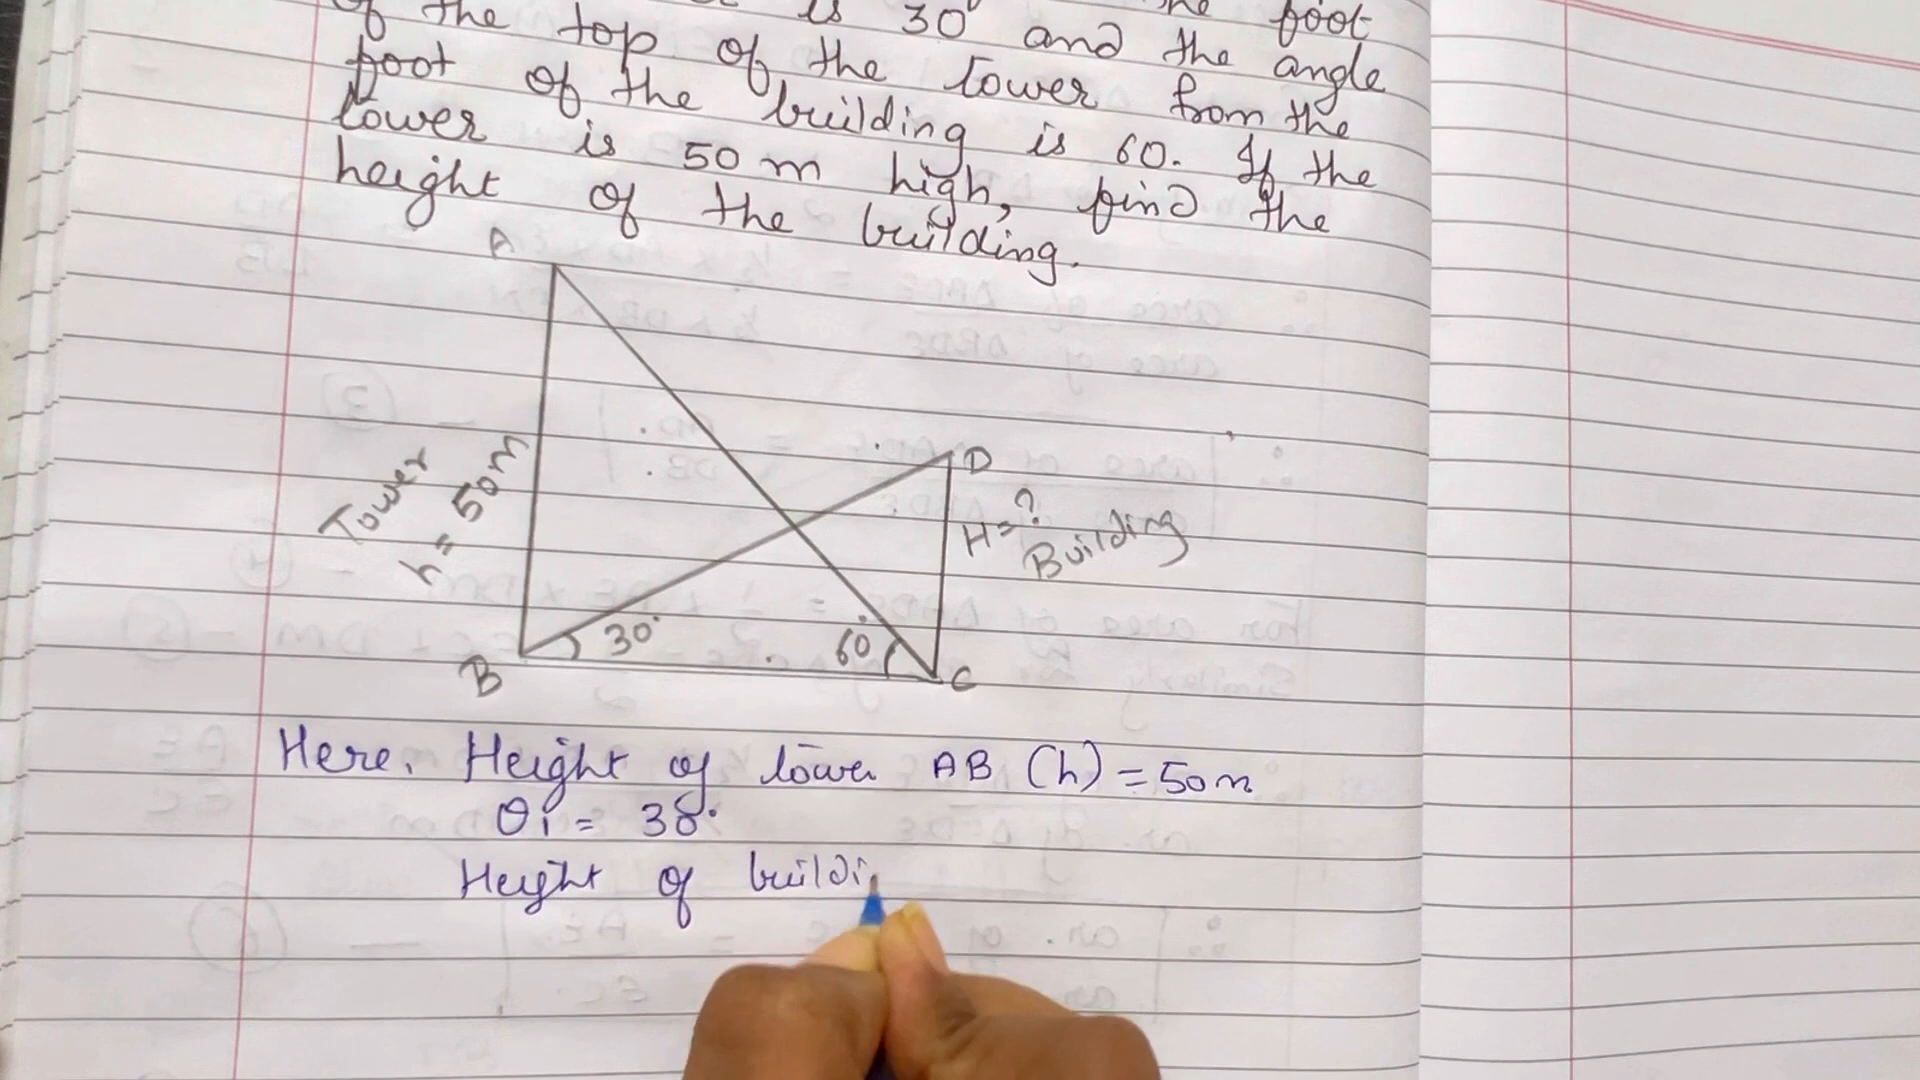 is 30° the foot
of the top of the tower and the angle
foot of the building from the
tower is 50 m high, is 60. If the
height of the building. find the
A
Tower
h = 50m
D
H=?
Building
30°
60°
B
C
Here, Height of tower AB (h) = 50m
θ1 = 30°
Height of buildi